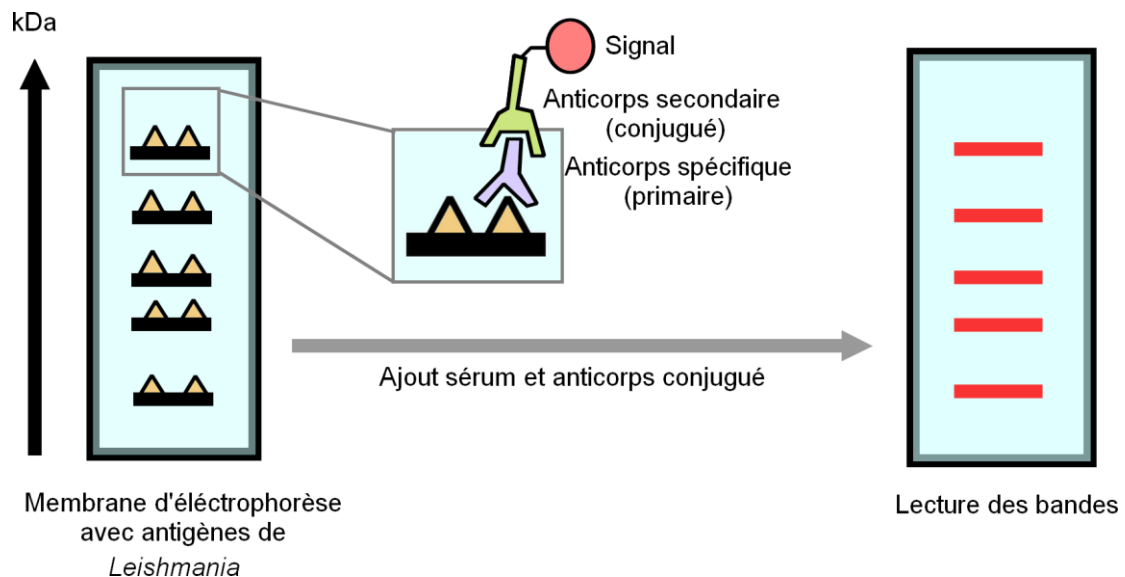 kDa
Signal
Anticorps secondaire
(conjugué)
Anticorps spécifique
(primaire)
Ajout sérum et anticorps conjugué
Membrane d'éléctrophorèse
avec antigènes de
Leishmania
Lecture des bandes